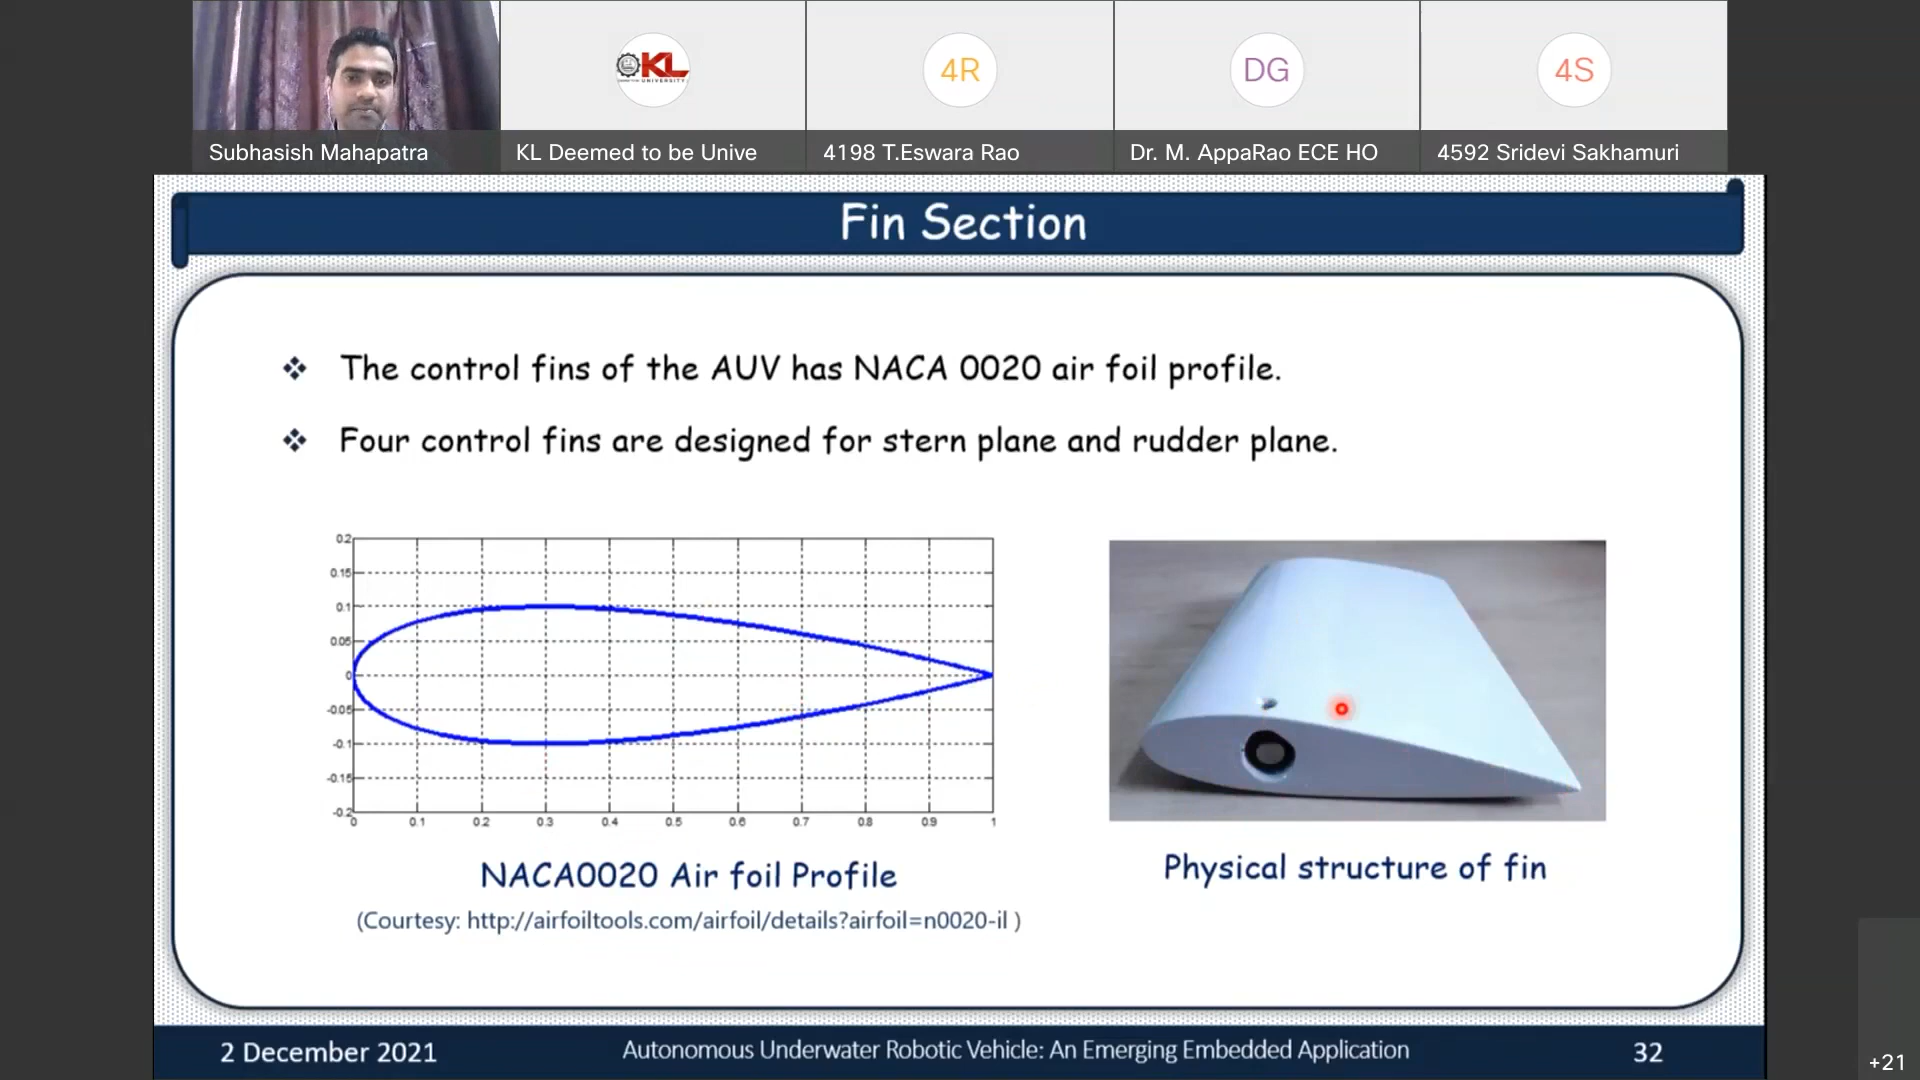 KL
UNIVERSITY
4R
DG
4S
Subhasish Mahapatra
KL Deemed to be Unive
4198 T.Eswara Rao
Dr. M. AppaRao ECE HO
4592 Sridevi Sakhamuri
Fin Section
The control fins of the AUV has NACA 0020 air foil profile.
Four control fins are designed for stern plane and rudder plane.
0.2
0.15
0.1
0.05
0
-0.05
-0.1
-0.15
-0.2
0 0.1 0.2 0.3 0.4 0.5 0.6 0.7 0.8 0.9 1
NACA0020 Air foil Profile
(Courtesy: http://airfoiltools.com/airfoil/details?airfoil=n0020-il )
Physical structure of fin
2 December 2021
Autonomous Underwater Robotic Vehicle: An Emerging Embedded Application
32
+21